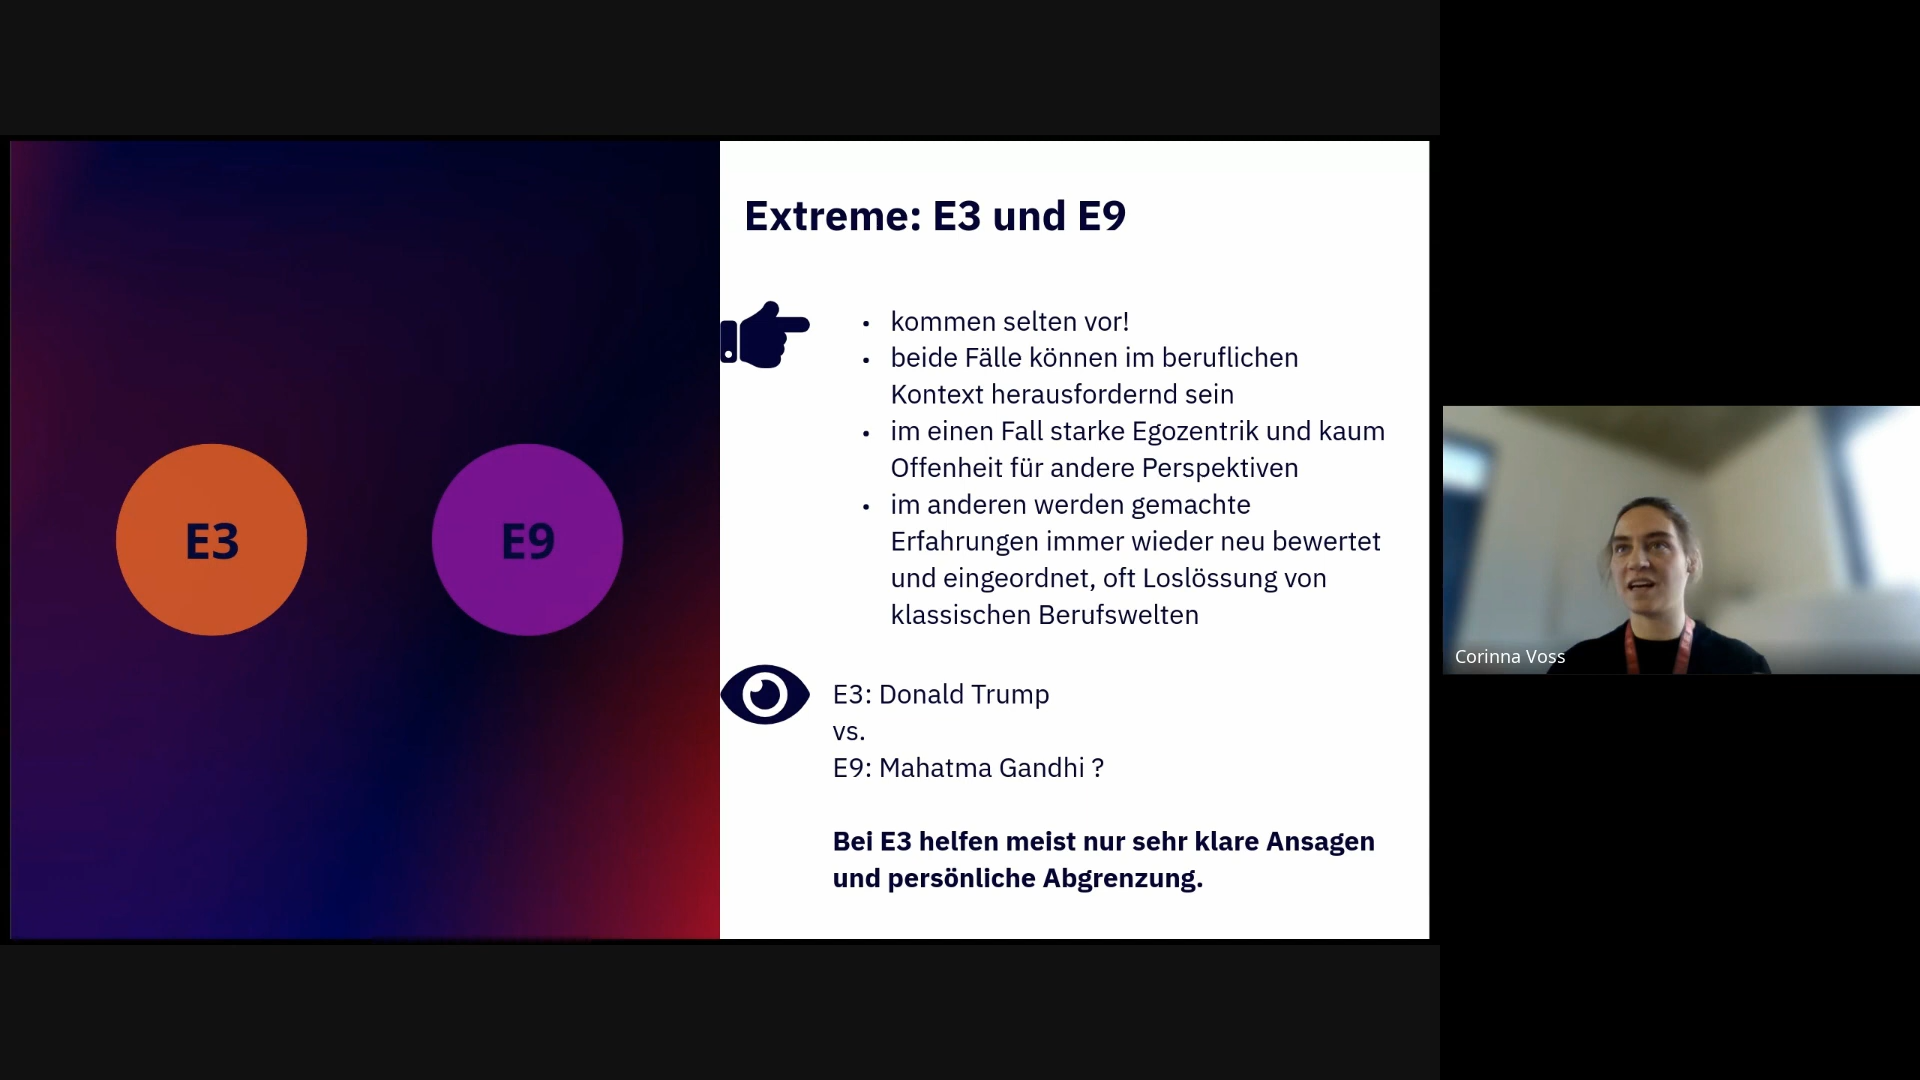 E3
E9
Extreme: E3 und E9
• kommen selten vor!
• beide Fälle können im beruflichen
Kontext herausfordernd sein
• im einen Fall starke Egozentrik und kaum
Offenheit für andere Perspektiven
• im anderen werden gemachte
Erfahrungen immer wieder neu bewertet
und eingeordnet, oft Loslössung von
klassischen Berufswelten
E3: Donald Trump
vs.
E9: Mahatma Gandhi ?
Bei E3 helfen meist nur sehr klare Ansagen
und persönliche Abgrenzung.
Corinna Voss